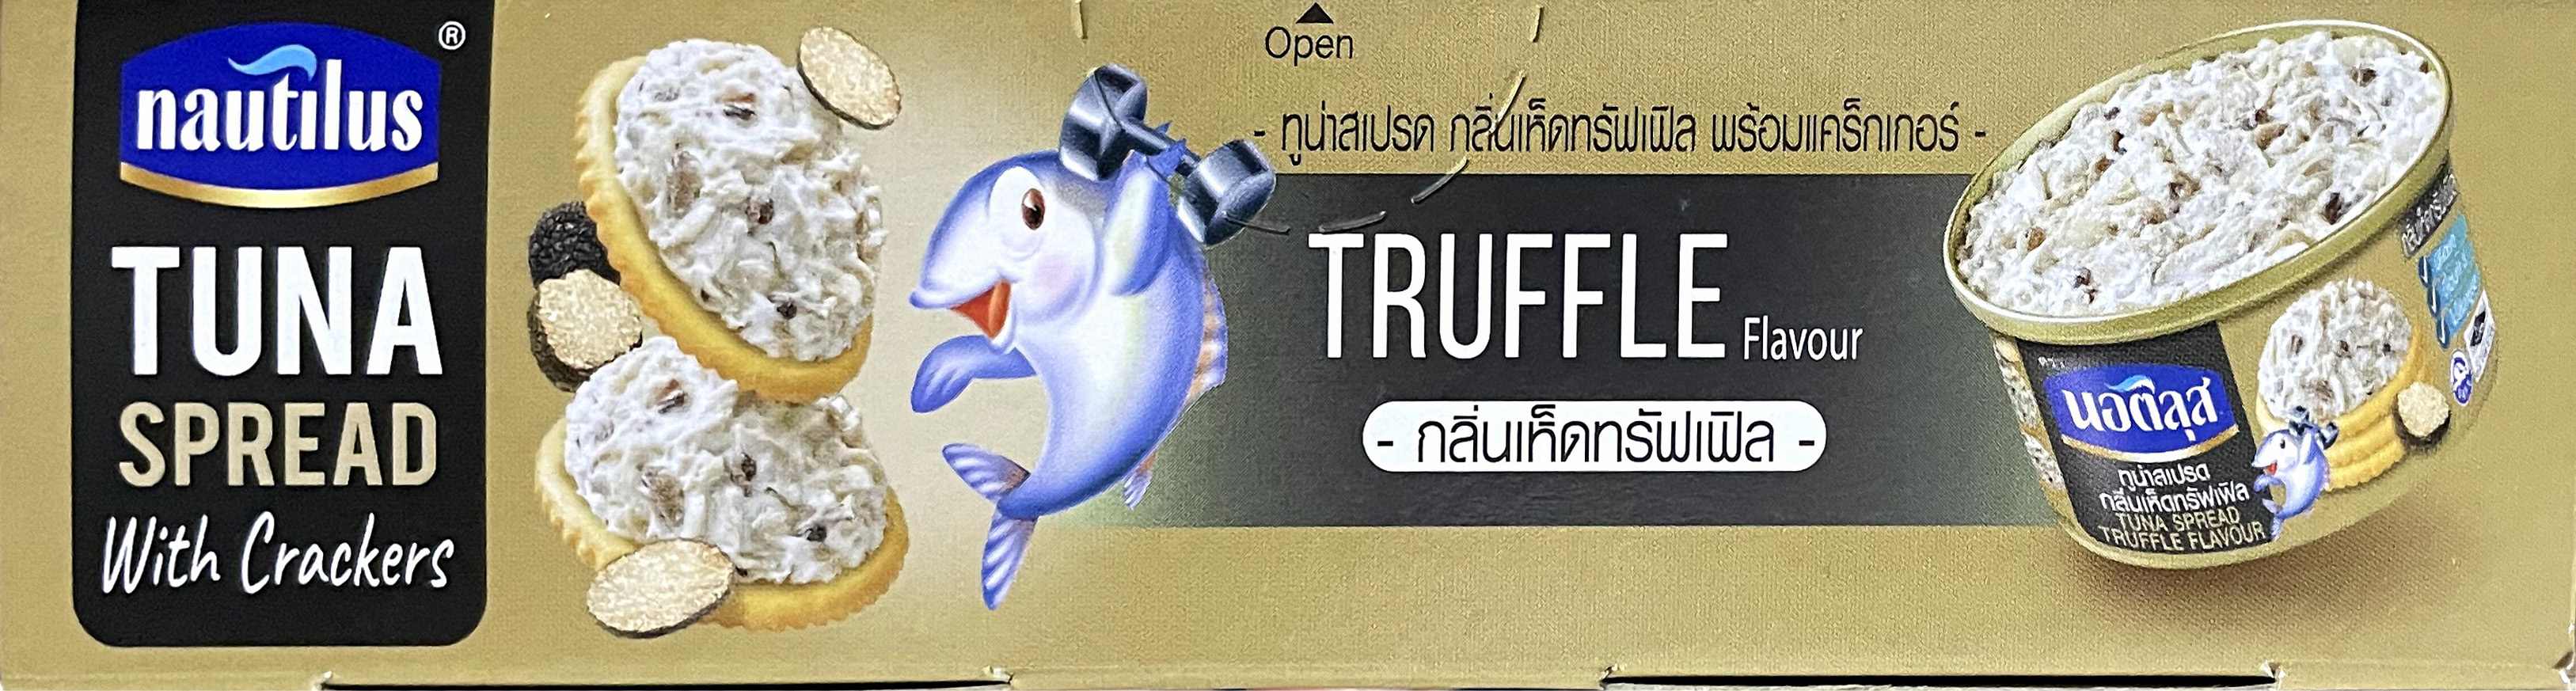 nautilus ®
TUNA
SPREAD
With Crackers
Open
- ทูน่าสเปรด กลิ่นเห็ดทรัฟเฟิล พร้อมแคร็กเกอร์ -
TRUFFLE Flavour
- กลิ่นเห็ดทรัฟเฟิล -
นอติลุส
ทูน่าสเปรด
กลิ่นเห็ดทรัฟเฟิล
TUNA SPREAD
TRUFFLE FLAVOUR